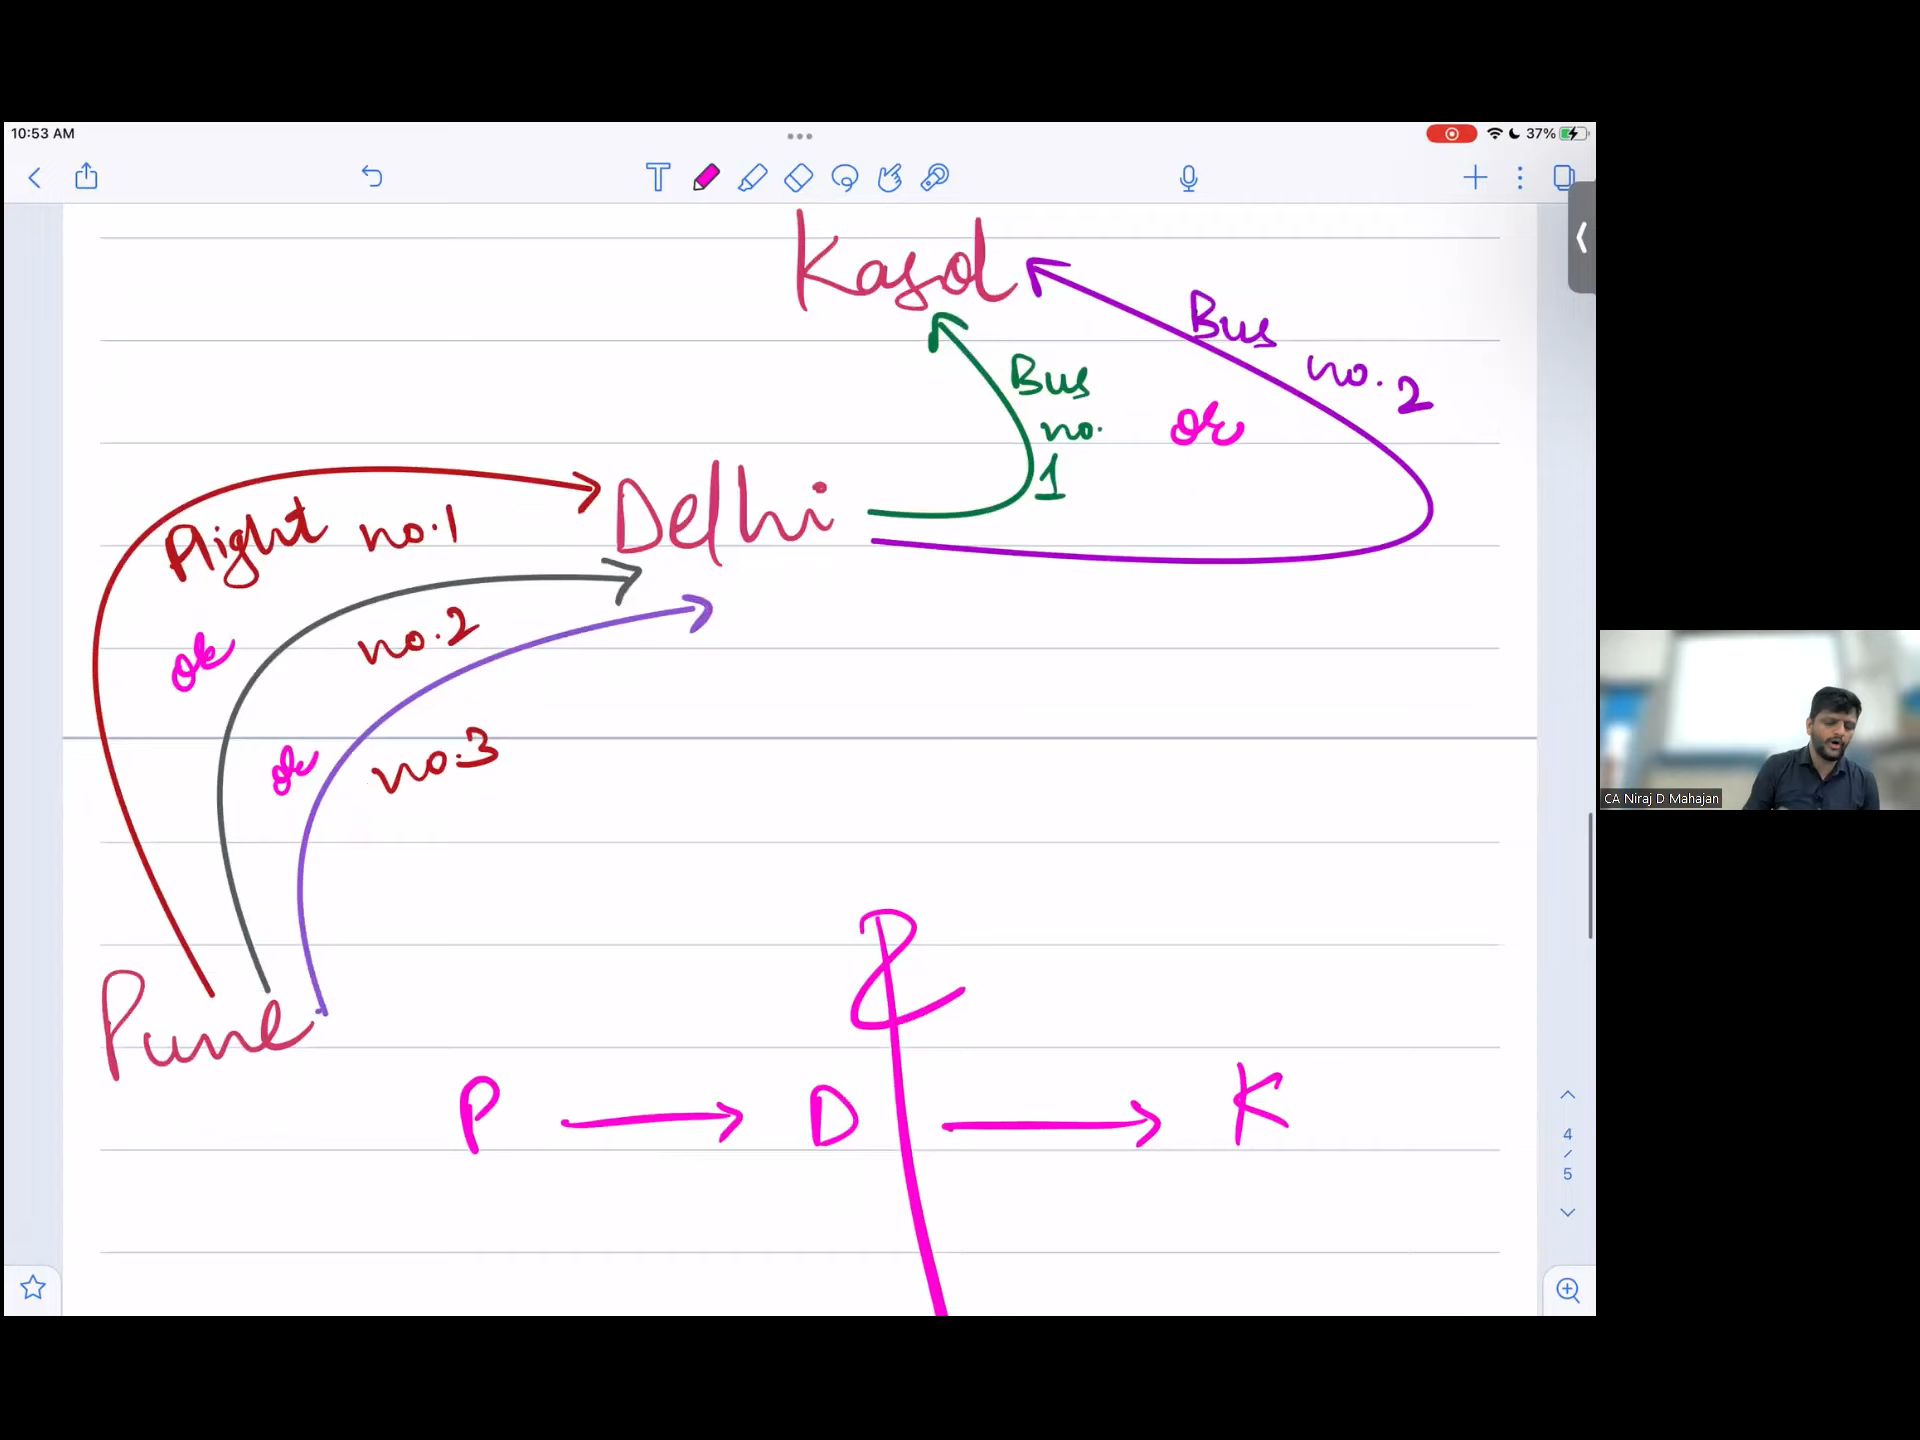 10:53 AM
37%
Kasol
Bus no. 2
Bus
no.
1
or
Delhi
Flight no.1
or
no.2
or
no.3
Pune
&
P D K
4
/
5
CA Niraj D Mahajan